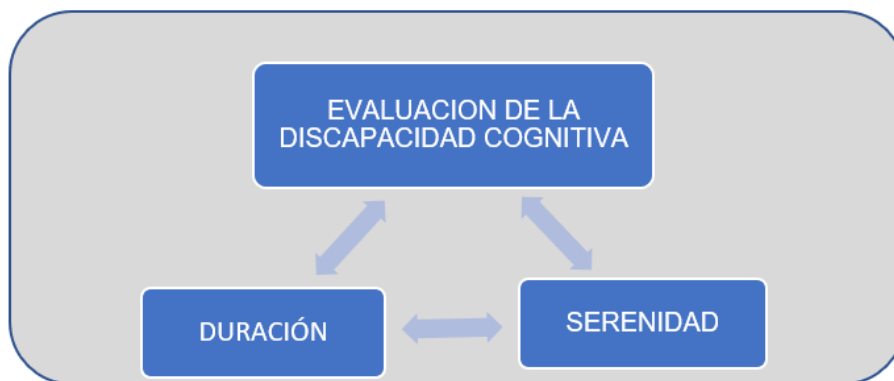 EVALUACION DE LA
DISCAPACIDAD COGNITIVA
DURACIÓN
SERENIDAD